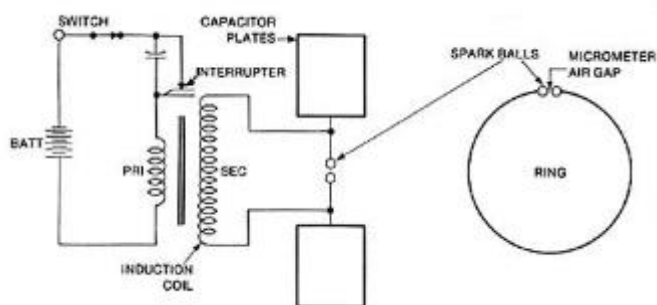 SWITCH
CAPACITOR
PLATES
SPARK BALLS
MICROMETER
AIR GAP
INTERRUPTER
BATT
PRI
SEC
RING
INDUCTION
COIL